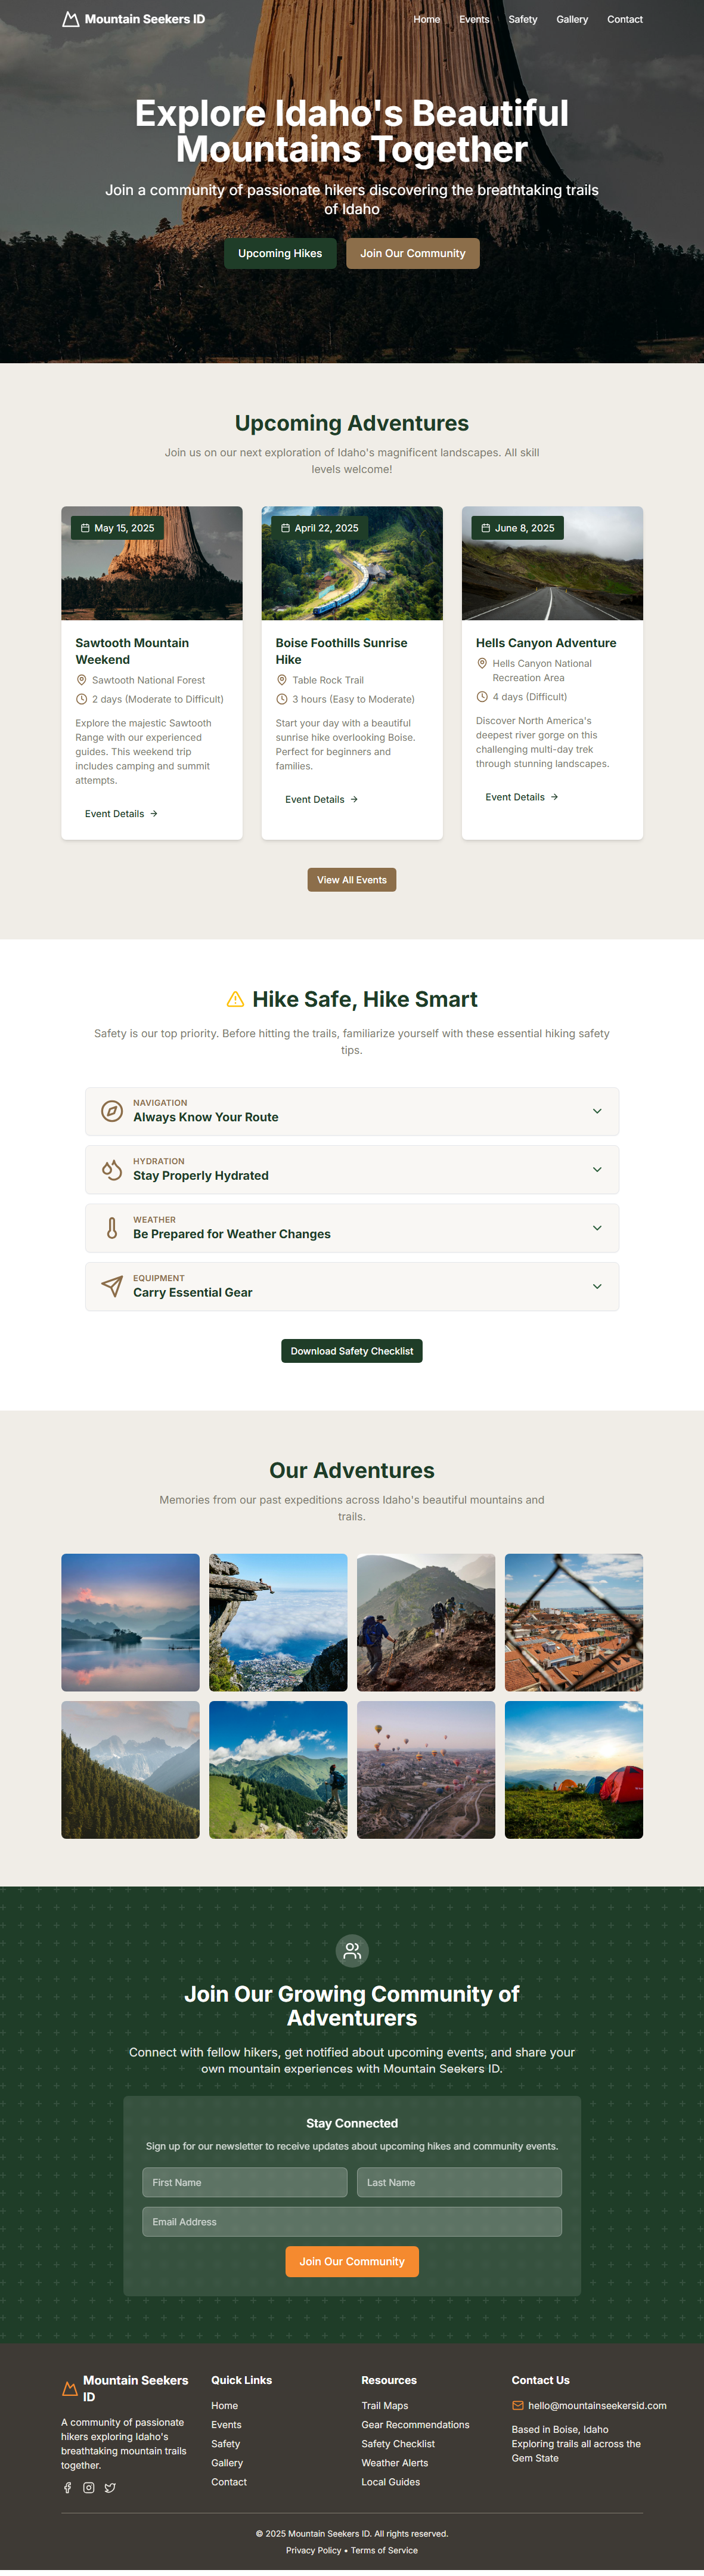 Mountain Seekers ID
Home Events Safety Gallery Contact
Explore Idaho's Beautiful
Mountains Together
Join a community of passionate hikers discovering the breathtaking trails
of Idaho
Upcoming Hikes
Join Our Community
Upcoming Adventures
Join us on our next exploration of Idaho's magnificent landscapes. All skill
levels welcome!
May 15, 2025
Sawtooth Mountain
Weekend
Sawtooth National Forest
2 days (Moderate to Difficult)
Explore the majestic Sawtooth
Range with our experienced
guides. This weekend trip
includes camping and summit
attempts.
Event Details
April 22, 2025
Boise Foothills Sunrise
Hike
Table Rock Trail
3 hours (Easy to Moderate)
Start your day with a beautiful
sunrise hike overlooking Boise.
Perfect for beginners and
families.
Event Details
June 8, 2025
Hells Canyon Adventure
Hells Canyon National
Recreation Area
4 days (Difficult)
Discover North America's
deepest river gorge on this
challenging multi-day trek
through stunning landscapes.
Event Details
View All Events
Hike Safe, Hike Smart
Safety is our top priority. Before hitting the trails, familiarize yourself with these essential hiking safety
tips.
NAVIGATION
Always Know Your Route
HYDRATION
Stay Properly Hydrated
WEATHER
Be Prepared for Weather Changes
EQUIPMENT
Carry Essential Gear
Download Safety Checklist
Our Adventures
Memories from our past expeditions across Idaho's beautiful mountains and
trails.
Join Our Growing Community of
Adventurers
Connect with fellow hikers, get notified about upcoming events, and share your
own mountain experiences with Mountain Seekers ID.
Stay Connected
Sign up for our newsletter to receive updates about upcoming hikes and community events.
First Name
Last Name
Email Address
Join Our Community
Mountain Seekers
ID
A community of passionate
hikers exploring Idaho's
breathtaking mountain trails
together.
Quick Links
Home
Events
Safety
Gallery
Contact
Resources
Trail Maps
Gear Recommendations
Safety Checklist
Weather Alerts
Local Guides
Contact Us
hello@mountainseekersid.com
Based in Boise, Idaho
Exploring trails all across the
Gem State
© 2025 Mountain Seekers ID. All rights reserved.
Privacy Policy • Terms of Service